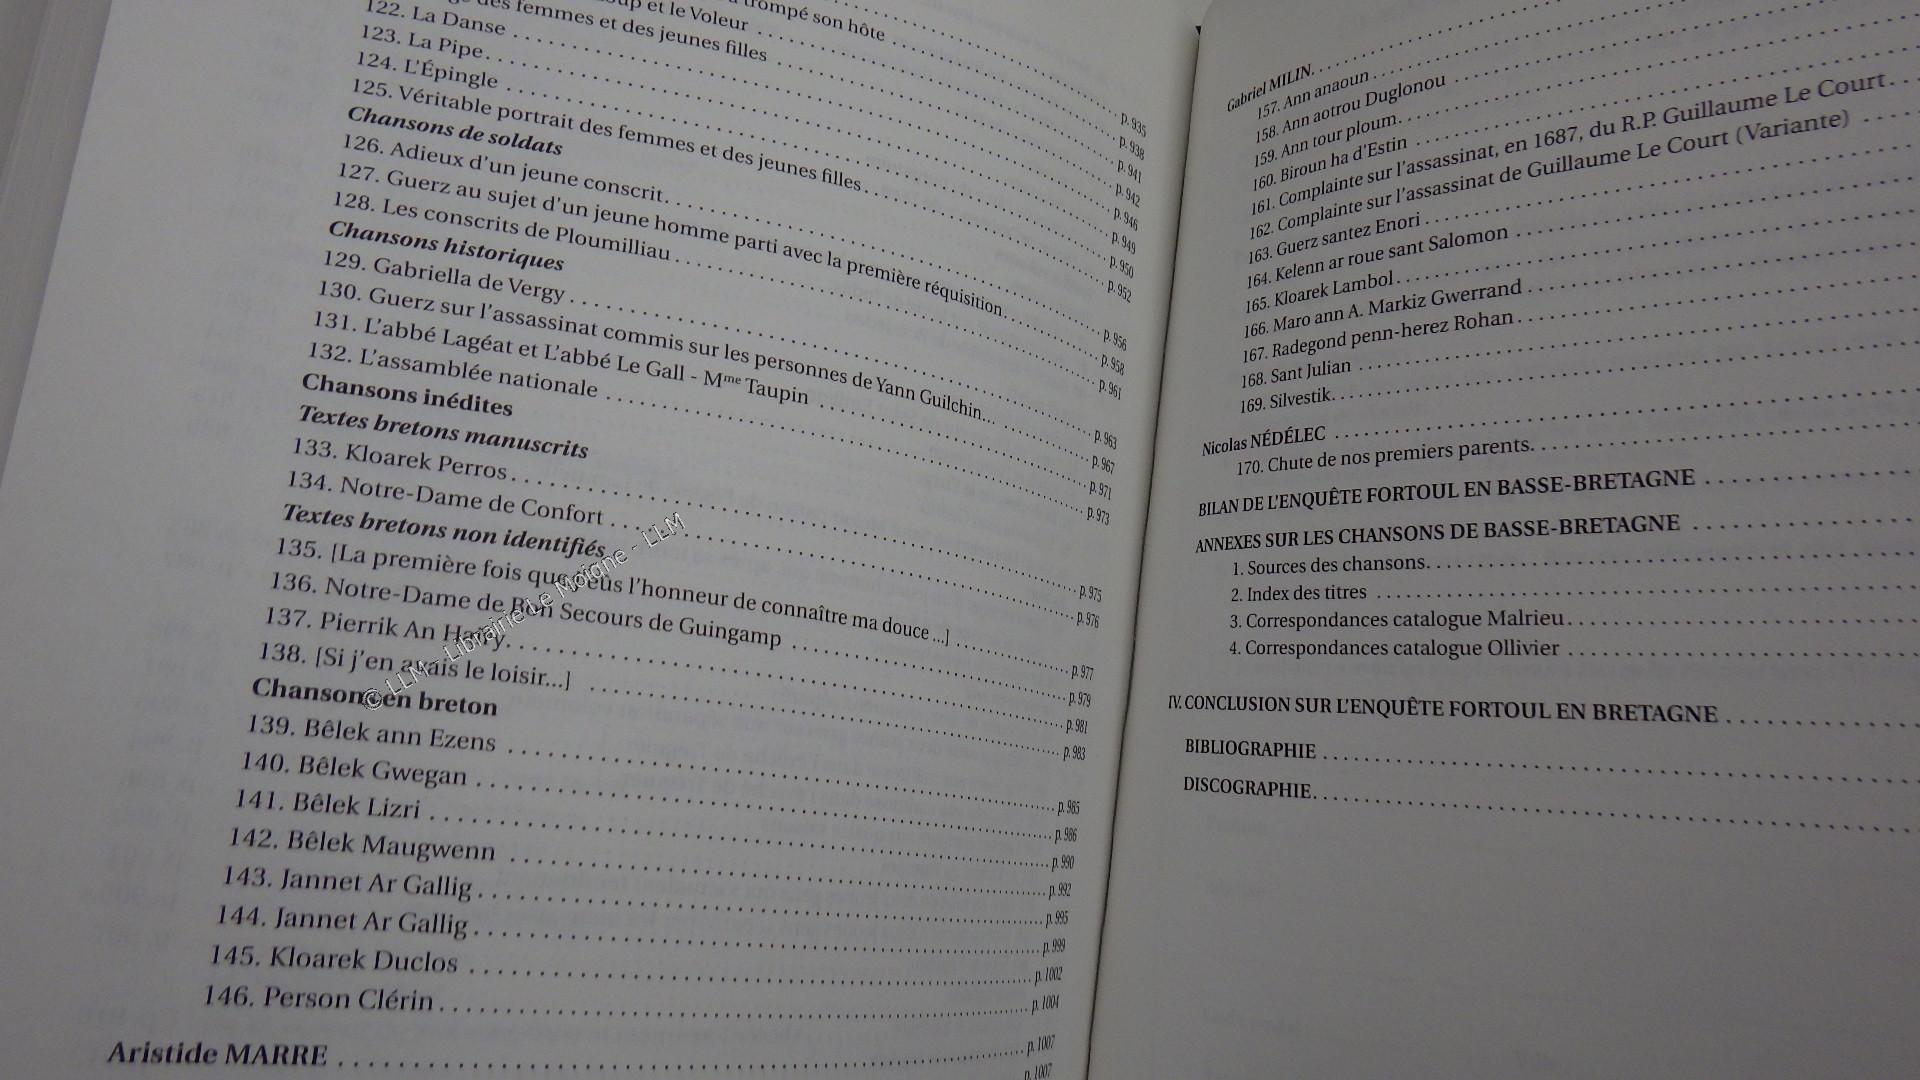 trompé son hôte
et le Voleur
des femmes et des jeunes filles
122. La Danse
123. La Pipe
124. L'Épingle
125. Véritable portrait des femmes et des jeunes filles
Chansons de soldats
126. Adieux d'un jeune conscrit
127. Guerz au sujet d'un jeune homme parti avec la première réquisition
128. Les conscrits de Ploumilliau
Chansons historiques
129. Gabriella de Vergy
130. Guerz sur l'assassinat commis sur les personnes de Yann Guilchin...
131. L'abbé Lagéat et L'abbé Le Gall - Mme Taupin
132. L'assamblée nationale
Chansons inédites
Textes bretons manuscrits
133. Kloarek Perros
134. Notre-Dame de Confort
Textes bretons non identifiés
135. [La première fois que j'eus l'honneur de connaître ma douce ...]
136. Notre-Dame de Bon Secours de Guingamp
137. Pierrik An Hary
138. [Si j'en avais le loisir...]
Chansons en breton
139. Bêlek ann Ezens
140. Bêlek Gwegan
141. Bêlek Lizri
142. Bêlek Maugwenn
143. Jannet Ar Gallig
144. Jannet Ar Gallig
145. Kloarek Duclos
146. Person Clérin
Aristide MARRE
p. 935
p. 938
p. 941
p. 942
p. 946
p. 949
p. 950
p. 952
p. 956
p. 958
p. 961
p. 963
p. 967
p. 971
p. 973
p. 975
p. 976
p. 977
p. 979
p. 981
p. 983
p. 985
p. 986
p. 990
p. 992
p. 995
p. 999
p. 1002
p. 1004
p. 1007
p. 1007
© LLM - Librairie Le Moigne - LLM
Gabriel MILIN
157. Ann anaoun
158. Ann aotrou Duglonou
159. Ann tour ploum
160. Biroun ha d'Estin
161. Complainte sur l'assassinat, en 1687, du R.P. Guillaume Le Court
162. Complainte sur l'assassinat de Guillaume Le Court (Variante)
163. Guerz santez Enori
164. Kelenn ar roue sant Salomon
165. Kloarek Lambol
166. Maro ann A. Markiz Gwerrand
167. Radegond penn-herez Rohan
168. Sant Julian
169. Silvestik
Nicolas NÉDÉLEC
170. Chute de nos premiers parents
BILAN DE L'ENQUÊTE FORTOUL EN BASSE-BRETAGNE
ANNEXES SUR LES CHANSONS DE BASSE-BRETAGNE
1. Sources des chansons
2. Index des titres
3. Correspondances catalogue Malrieu
4. Correspondances catalogue Ollivier
IV. CONCLUSION SUR L'ENQUÊTE FORTOUL EN BRETAGNE
BIBLIOGRAPHIE
DISCOGRAPHIE